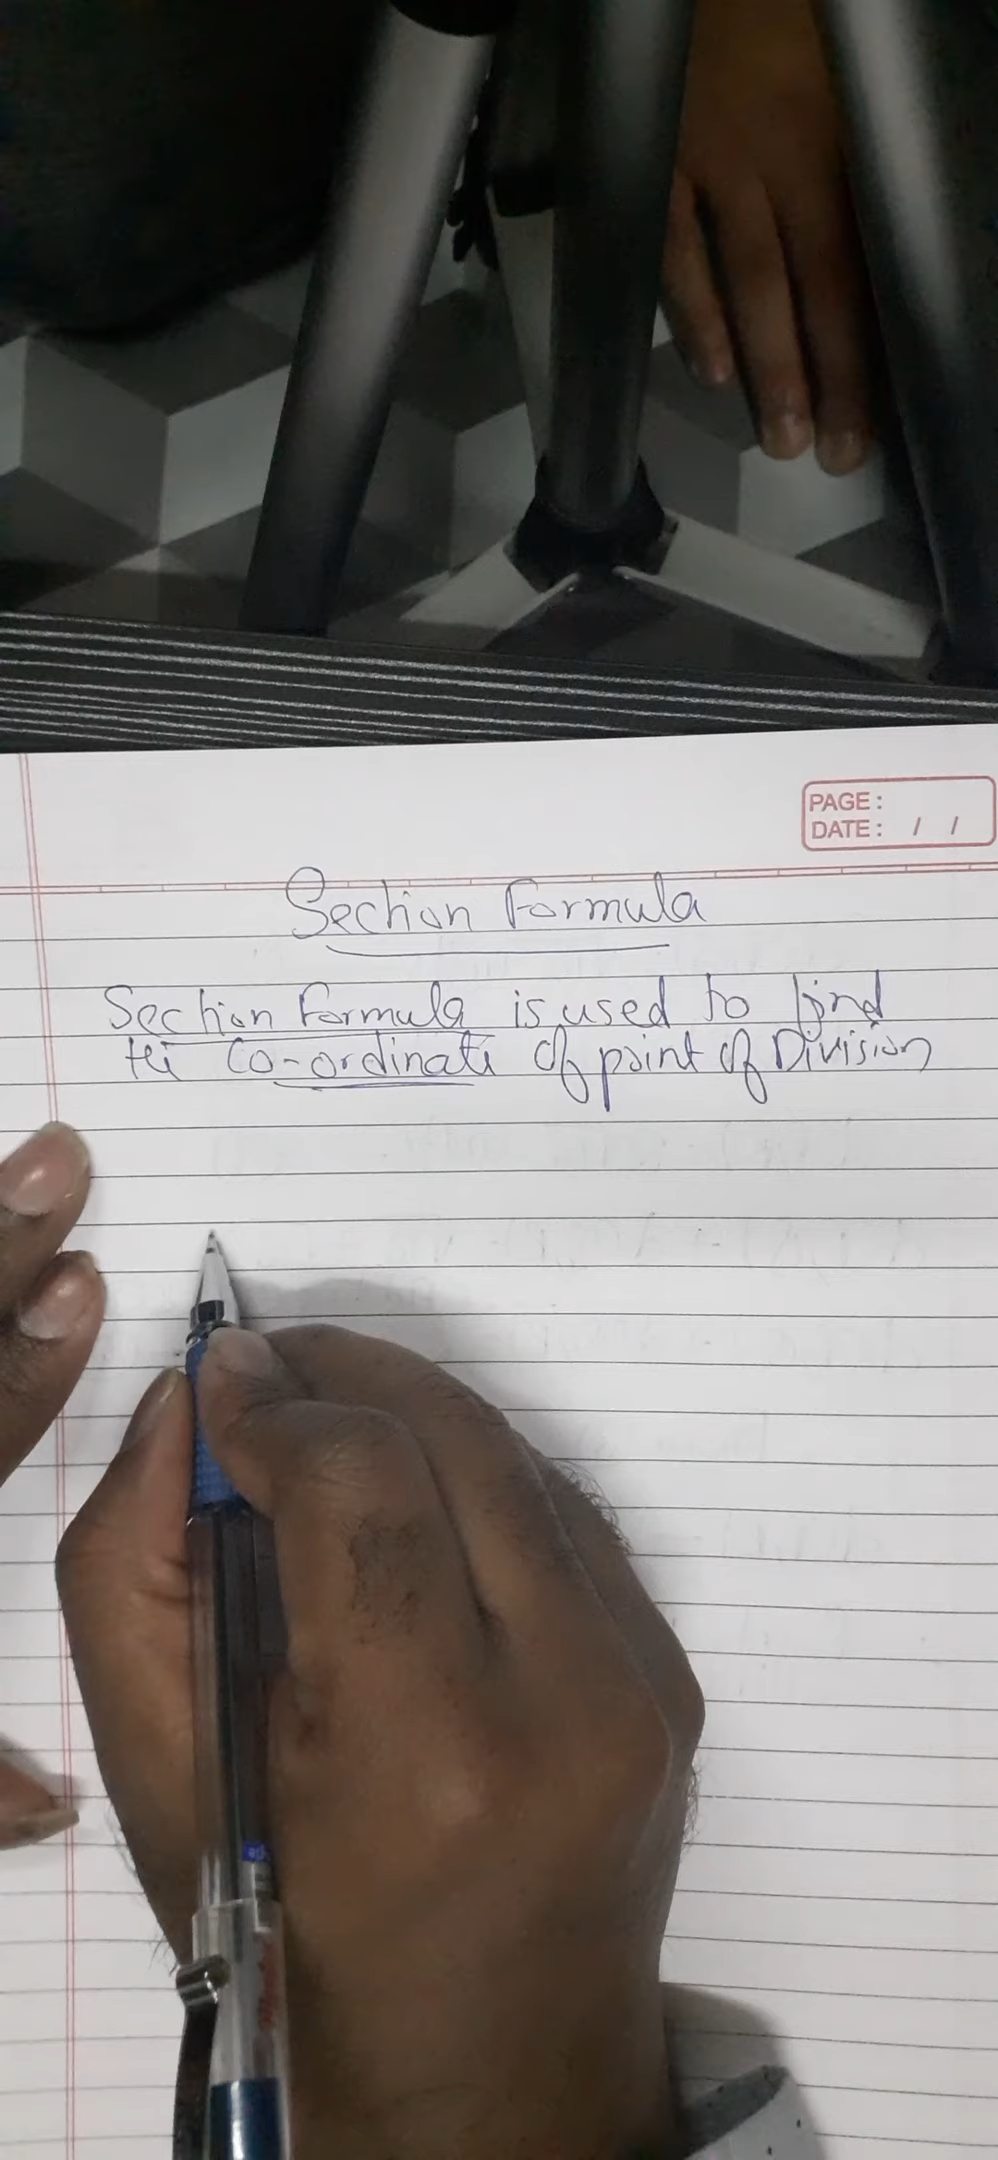 PAGE :
DATE : / /
Section Formula
Section Formula is used to find
the Co-ordinate of point of Division